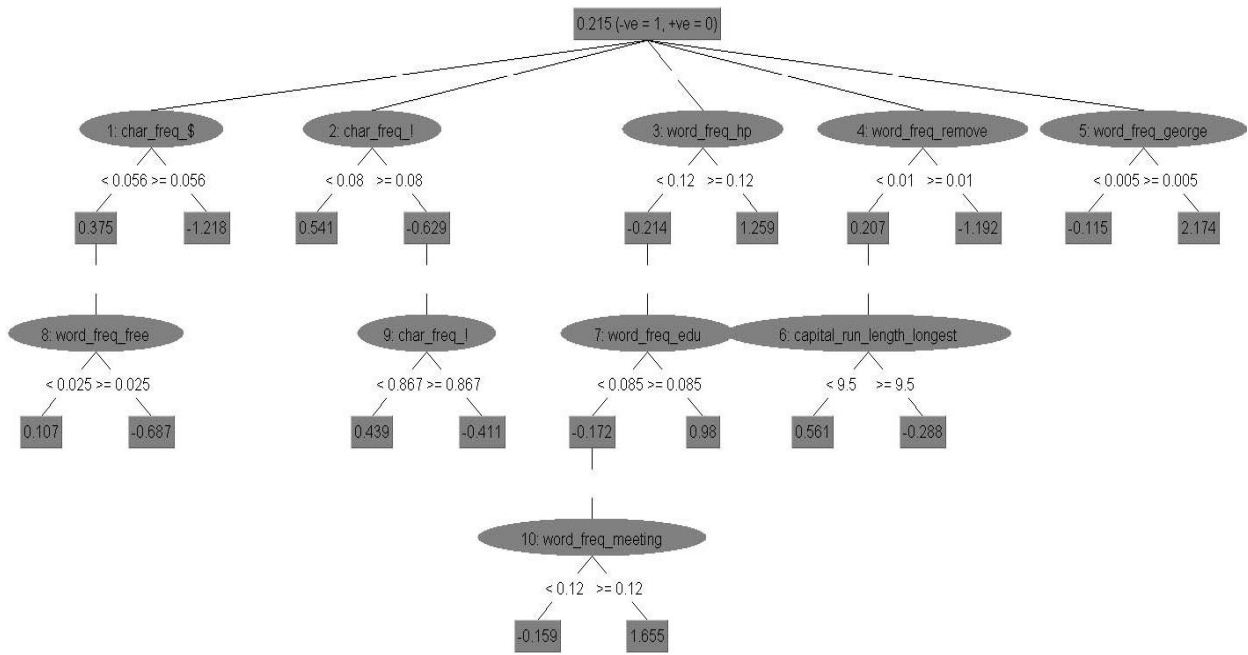 0.215 (-ve = 1, +ve = 0)
1: char_freq_$
2: char_freq_!
3: word_freq_hp
4: word_freq_remove
5: word_freq_george
< 0.056 >= 0.056
< 0.08 >= 0.08
< 0.12 >= 0.12
< 0.01 >= 0.01
< 0.005 >= 0.005
0.375
-1.218
0.541
-0.629
-0.214
1.259
0.207
-1.192
-0.115
2.174
8: word_freq_free
9: char_freq_!
7: word_freq_edu
6: capital_run_length_longest
< 0.025 >= 0.025
< 0.867 >= 0.867
< 0.085 >= 0.085
< 9.5 >= 9.5
0.107
-0.687
0.439
-0.411
-0.172
0.98
0.561
-0.288
10: word_freq_meeting
< 0.12 >= 0.12
-0.159
1.655